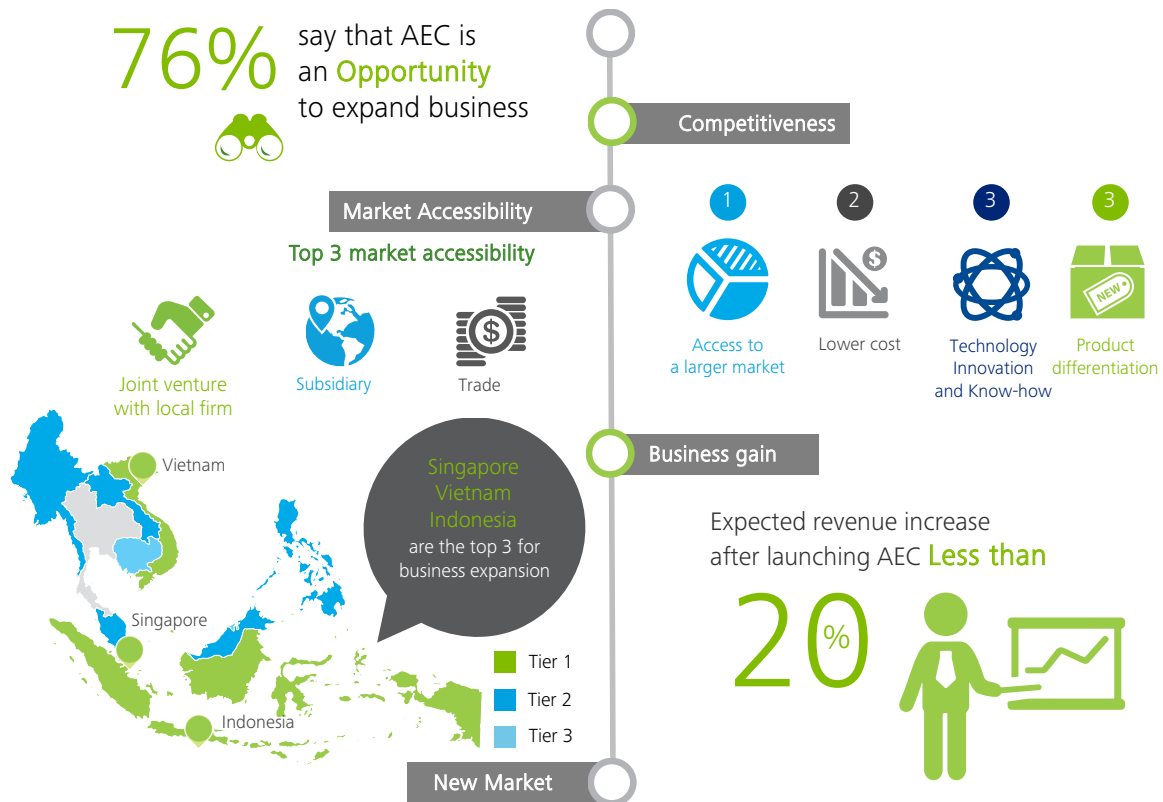 76%
say that AEC is
an Opportunity
to expand business
Competitiveness
1
2
3
3
Access to
a larger market
Lower cost
Technology
Innovation
and Know-how
NEW
Product
differentiation
Market Accessibility
Top 3 market accessibility
Joint venture
with local firm
Subsidiary
$
Trade
$
Business gain
Expected revenue increase
after launching AEC Less than
20%
Vietnam
Singapore
Indonesia
Singapore
Vietnam
Indonesia
are the top 3 for
business expansion
Tier 1
Tier 2
Tier 3
New Market